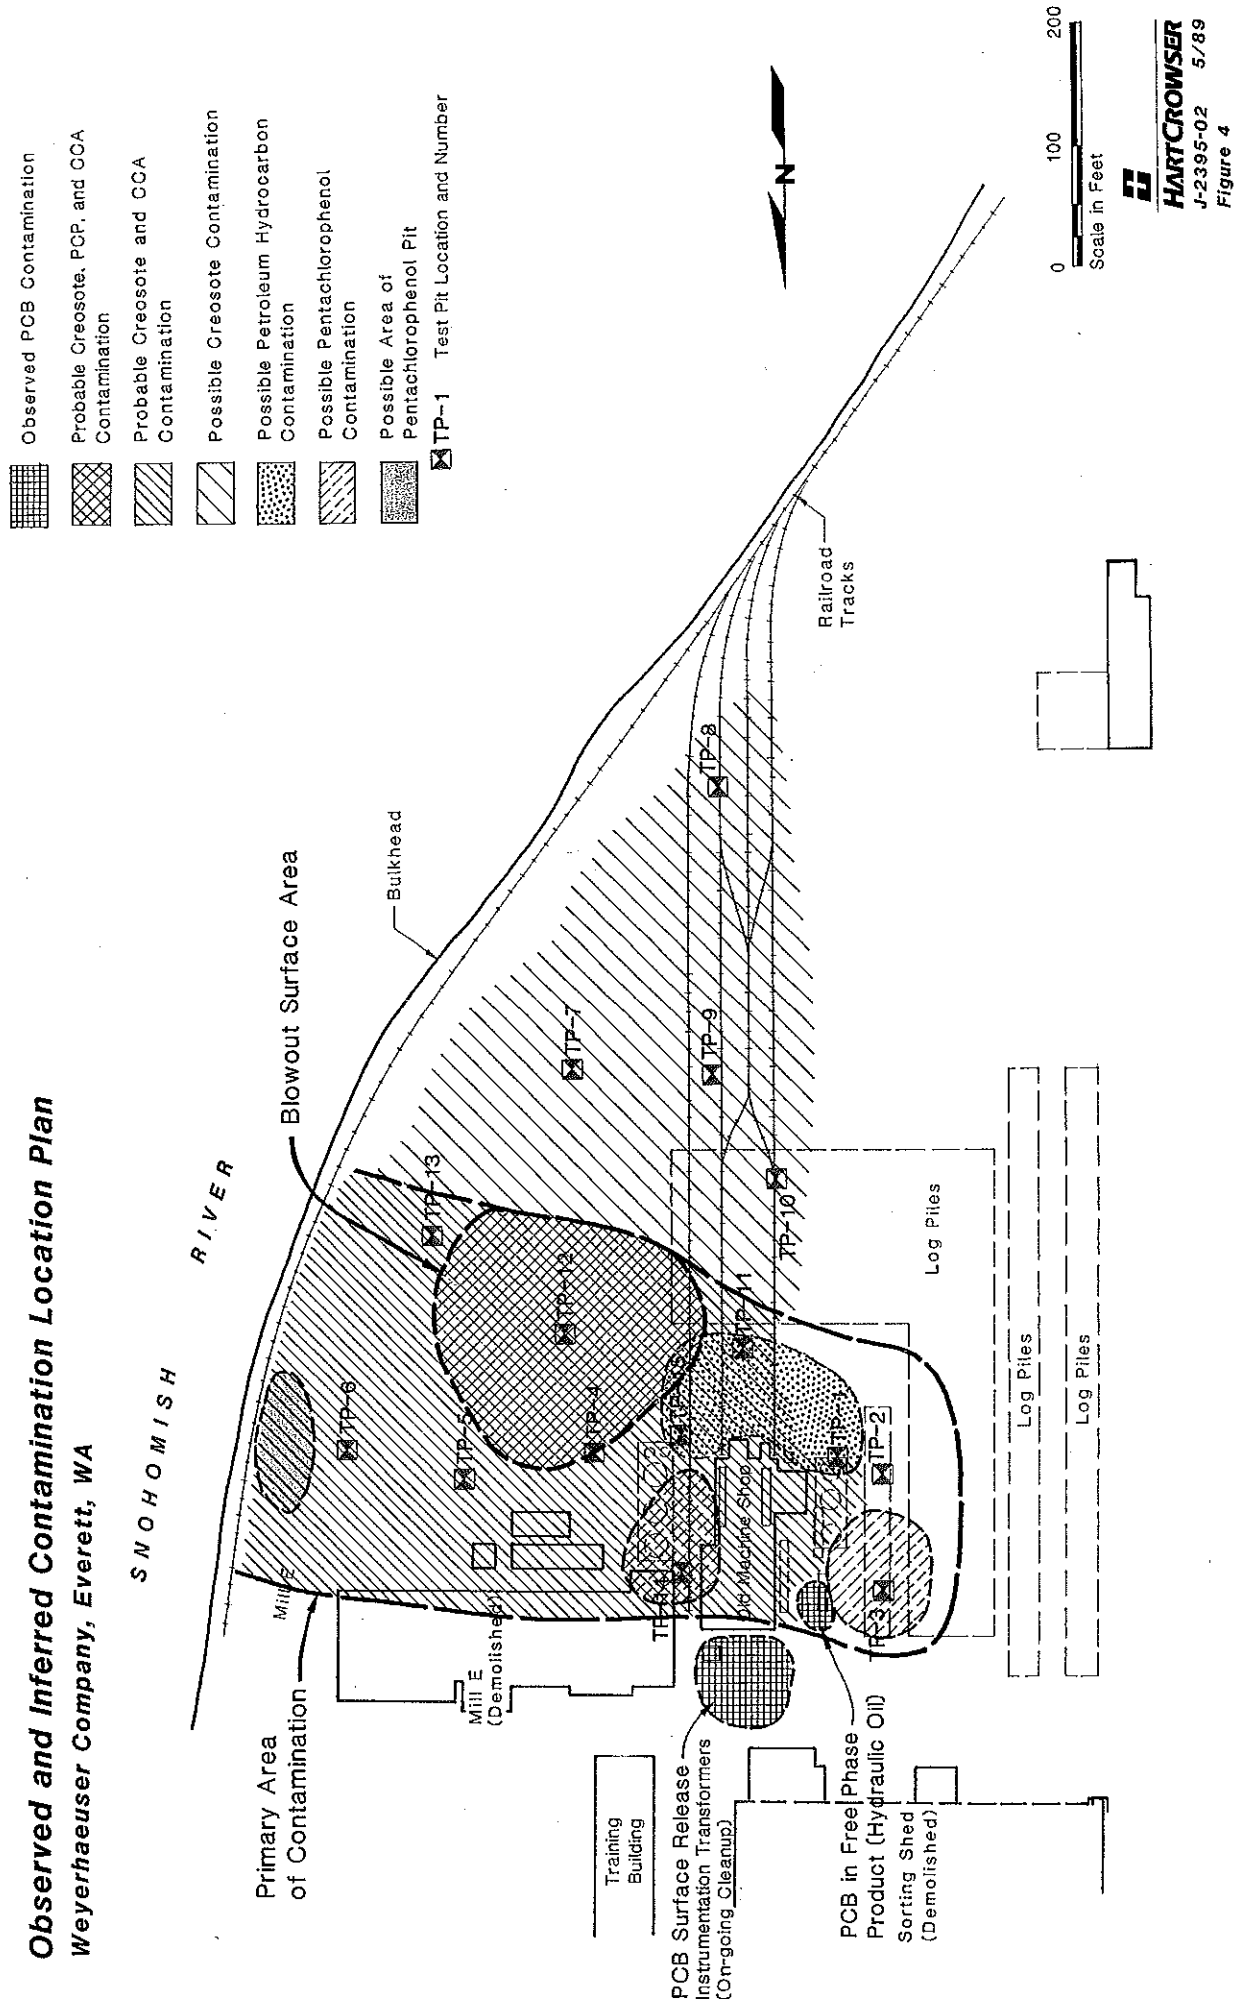 Observed and Inferred Contamination Location Plan
Weyerhaeuser Company, Everett, WA
Observed PCB Contamination
Probable Creosote, PCP, and CCA
Contamination
Probable Creosote and CCA
Contamination
Possible Creosote Contamination
Possible Petroleum Hydrocarbon
Contamination
Possible Pentachlorophenol
Contamination
Possible Area of
Pentachlorophenol Pit
TP-1 Test Pit Location and Number
SNOHOMISH
RIVER
Blowout Surface Area
Bulkhead
Railroad
Tracks
N
Primary Area
of Contamination
Mill E
Mill E
(Demolished)
TP-6
TP-5
TP-13
TP-12
TP-4
TP-7
TP-8
TP-9
TP-10
TP-11
TP-1
TP-2
TP-3
Old Machine Shop
Log Piles
Log Piles
Log Piles
Training
Building
PCB Surface Release
Instrumentation Transformers
(On-going Cleanup)
PCB in Free Phase
Product (Hydraulic Oil)
Sorting Shed
(Demolished)
0 100 200
Scale in Feet
HARTCROWSER
J-2395-02 5/89
Figure 4